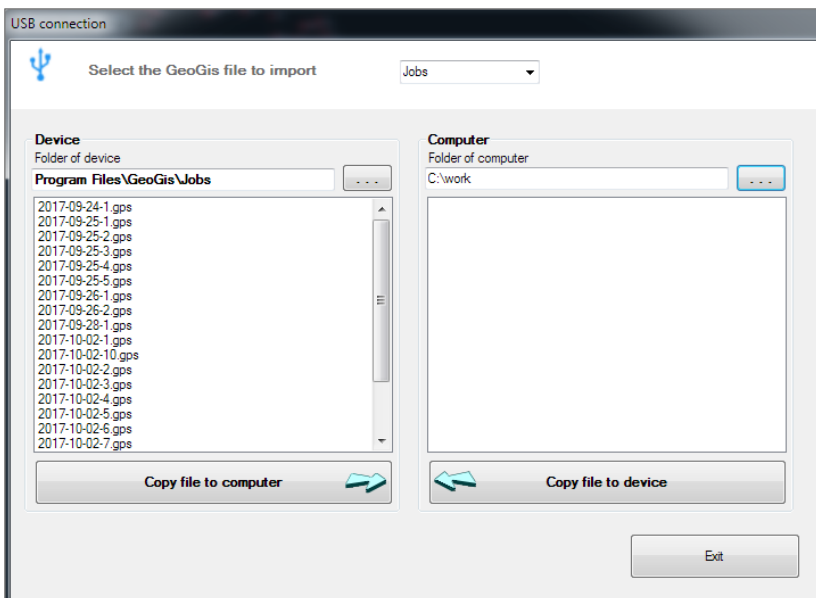 USB connection
Select the GeoGis file to import
Jobs
Device
Folder of device
Program Files\GeoGis\Jobs
. . .
2017-09-24-1.gps
2017-09-25-1.gps
2017-09-25-2.gps
2017-09-25-3.gps
2017-09-25-4.gps
2017-09-25-5.gps
2017-09-26-1.gps
2017-09-26-2.gps
2017-09-28-1.gps
2017-10-02-1.gps
2017-10-02-10.gps
2017-10-02-2.gps
2017-10-02-3.gps
2017-10-02-4.gps
2017-10-02-5.gps
2017-10-02-6.gps
2017-10-02-7.gps
Copy file to computer
Computer
Folder of computer
C:\work
. . .
Copy file to device
Exit